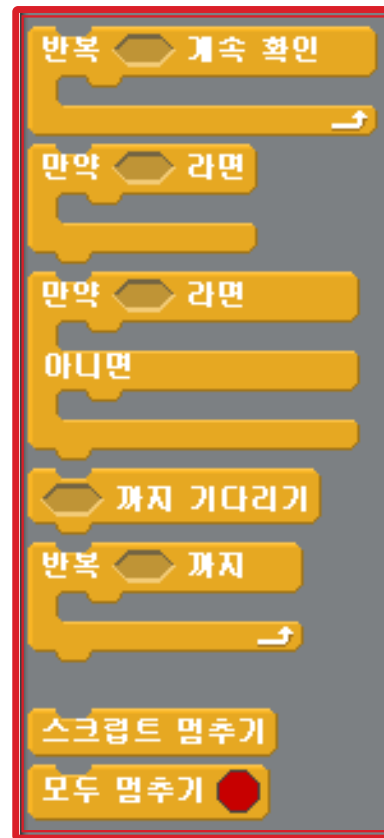 반복 계속 확인
만약 라면
만약 라면
아니면
까지 기다리기
반복 까지
스크립트 멈추기
모두 멈추기